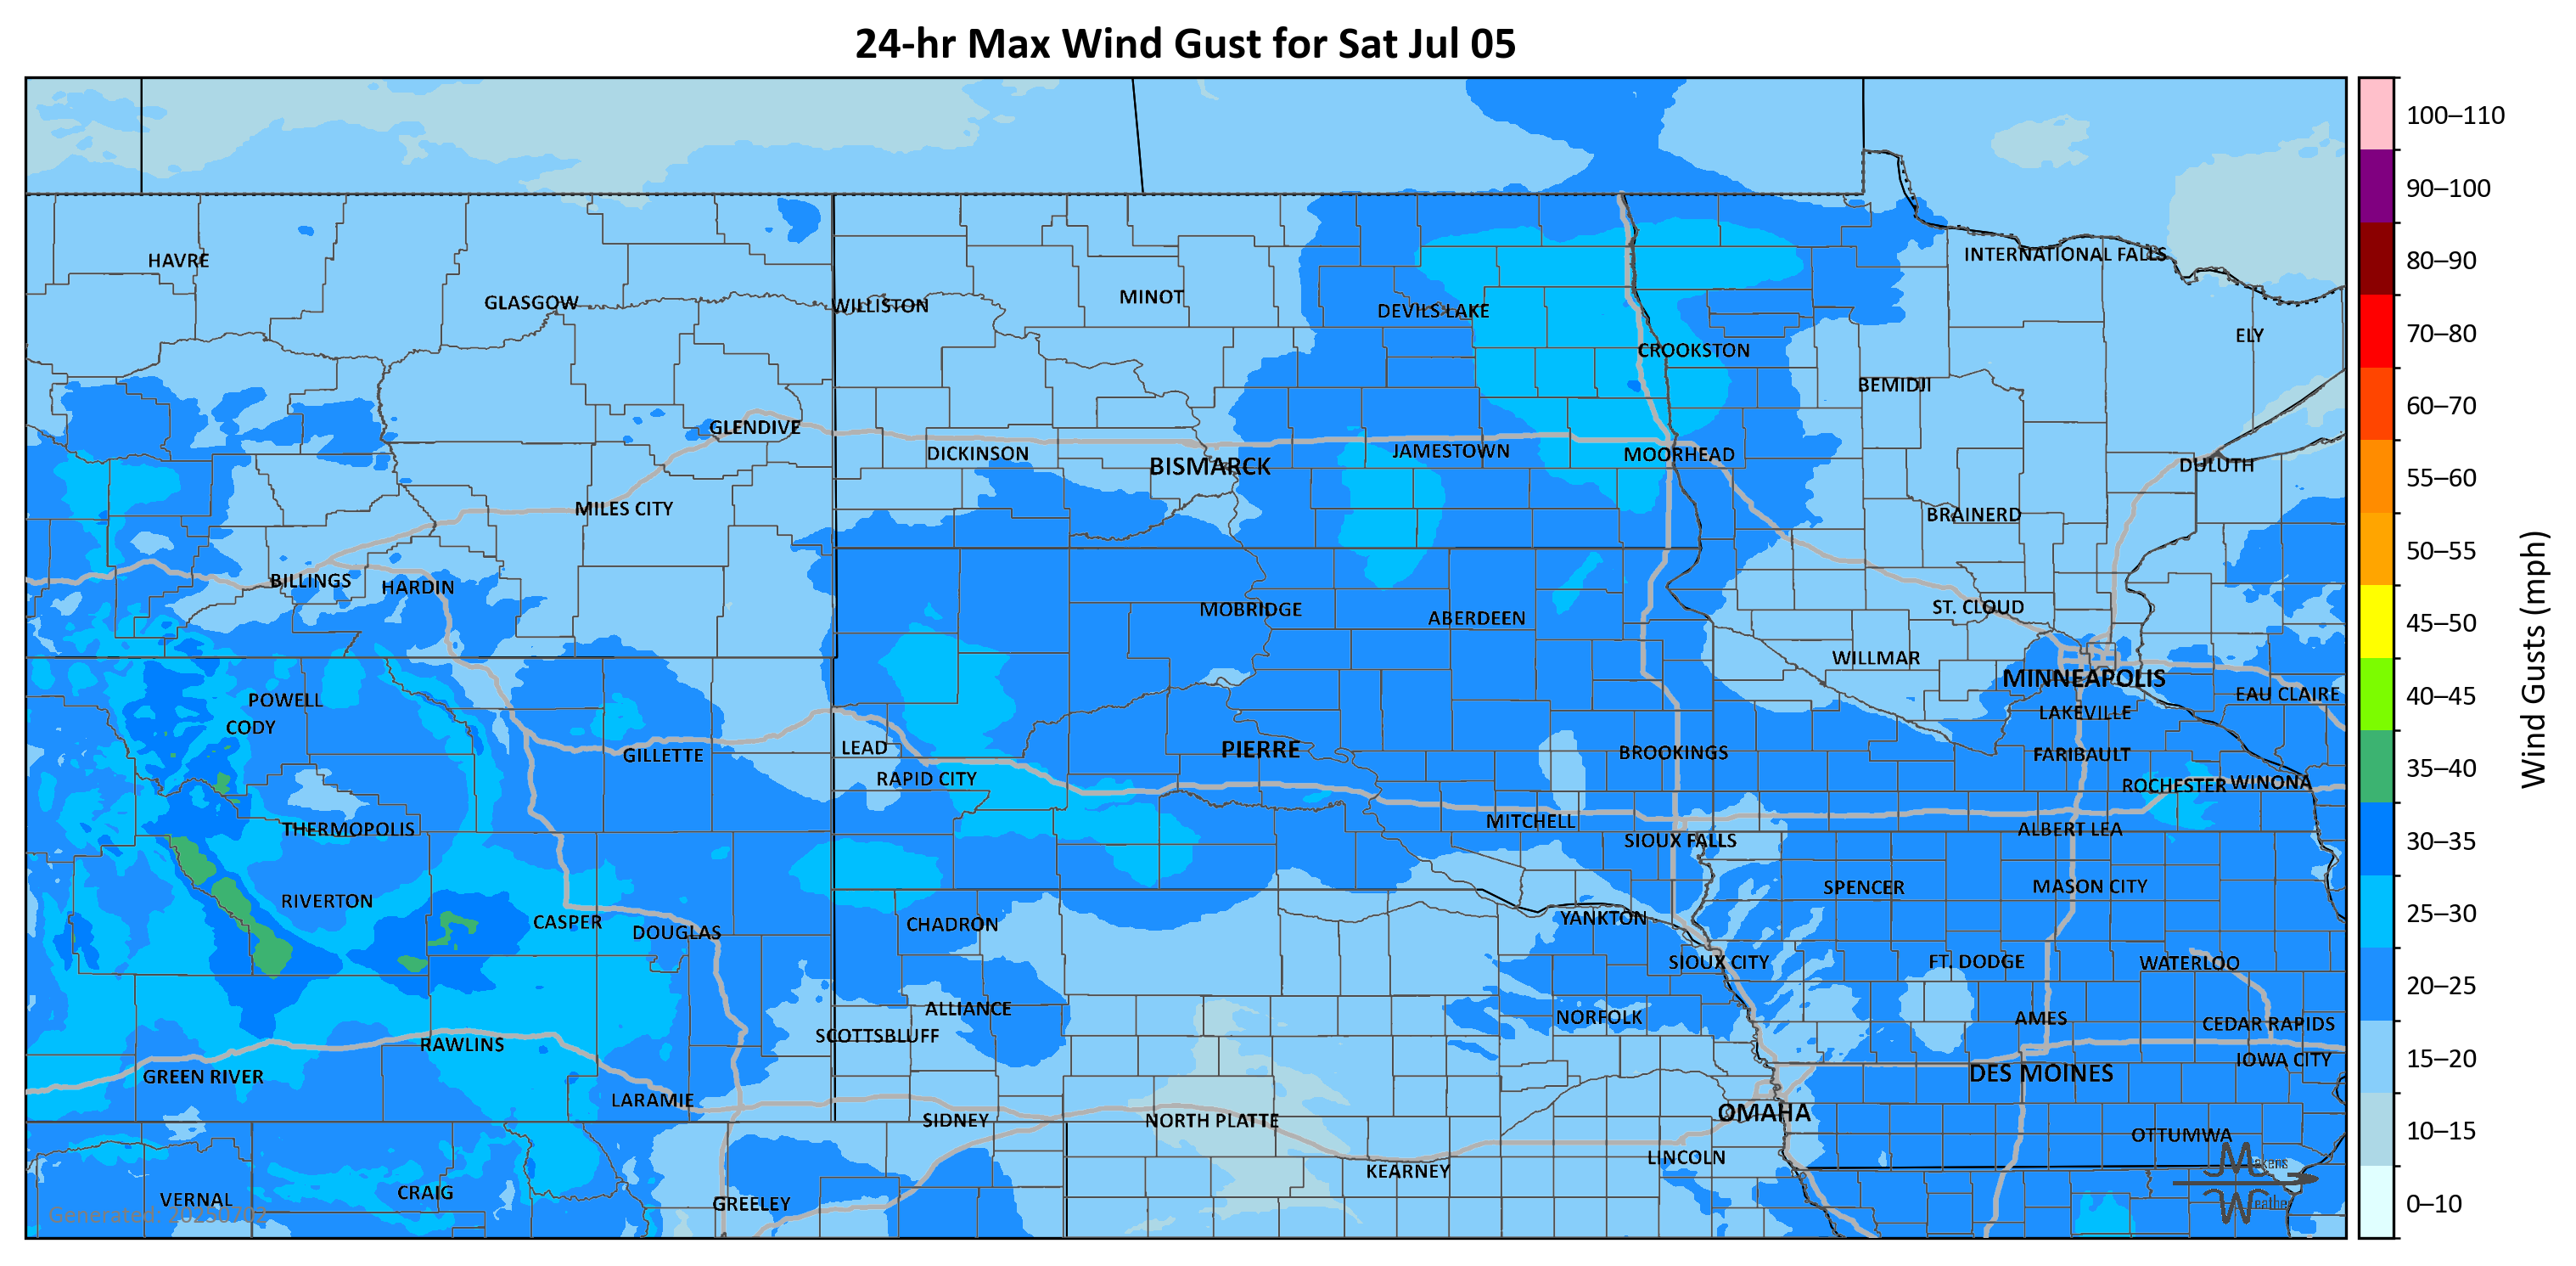 24-hr Max Wind Gust for Sat Jul 05
100–110
90–100
80–90
70–80
60–70
55–60
50–55
45–50
40–45
35–40
30–35
25–30
20–25
15–20
10–15
0–10
Wind Gusts (mph)
HAVRE
GLASGOW
WILLISTON
MINOT
DEVILS LAKE
INTERNATIONAL FALLS
ELY
CROOKSTON
BEMIDJI
GLENDIVE
DICKINSON
BISMARCK
JAMESTOWN
MOORHEAD
DULUTH
MILES CITY
BRAINERD
BILLINGS
HARDIN
MOBRIDGE
ABERDEEN
ST. CLOUD
WILLMAR
MINNEAPOLIS
EAU CLAIRE
POWELL
CODY
LAKEVILLE
GILLETTE
LEAD
PIERRE
BROOKINGS
FARIBAULT
RAPID CITY
ROCHESTER
WINONA
THERMOPOLIS
MITCHELL
SIOUX FALLS
ALBERT LEA
RIVERTON
SPENCER
MASON CITY
CASPER
DOUGLAS
CHADRON
YANKTON
SIOUX CITY
FT. DODGE
WATERLOO
ALLIANCE
NORFOLK
AMES
CEDAR RAPIDS
SCOTTSBLUFF
RAWLINS
IOWA CITY
GREEN RIVER
DES MOINES
LARAMIE
SIDNEY
NORTH PLATTE
OMAHA
OTTUMWA
LINCOLN
KEARNEY
VERNAL
CRAIG
GREELEY
Generated: 20250702
Makens
Weather